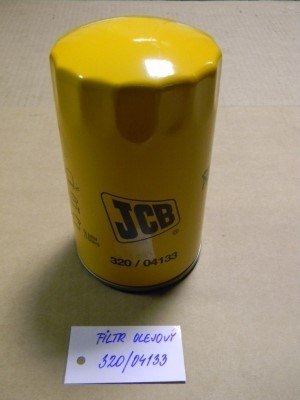 JCB
®
320 / 04133
FILTR OLEJOVÝ
320/04133